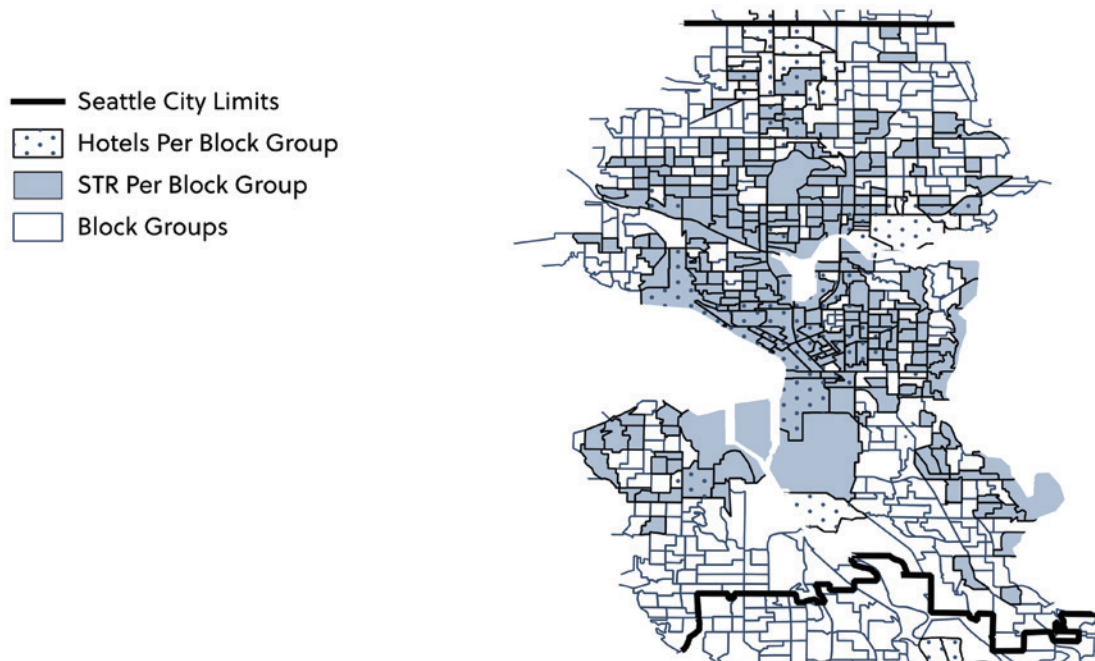 Seattle City Limits
Hotels Per Block Group
STR Per Block Group
Block Groups